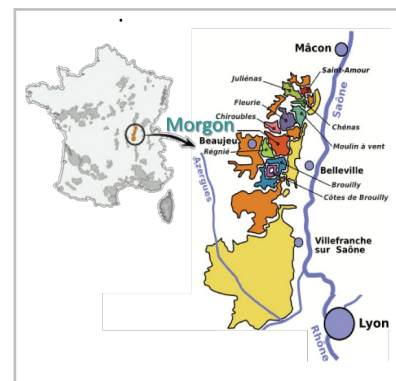 Mâcon
Juliénas
Saint-Amour
Fleurie
Chiroubles
Morgon
Chénas
Moulin à vent
Beaujeu
Régnié
Belleville
Brouilly
Côtes de Brouilly
Villefranche
sur Saône
Lyon
Saône
Azergues
Rhône